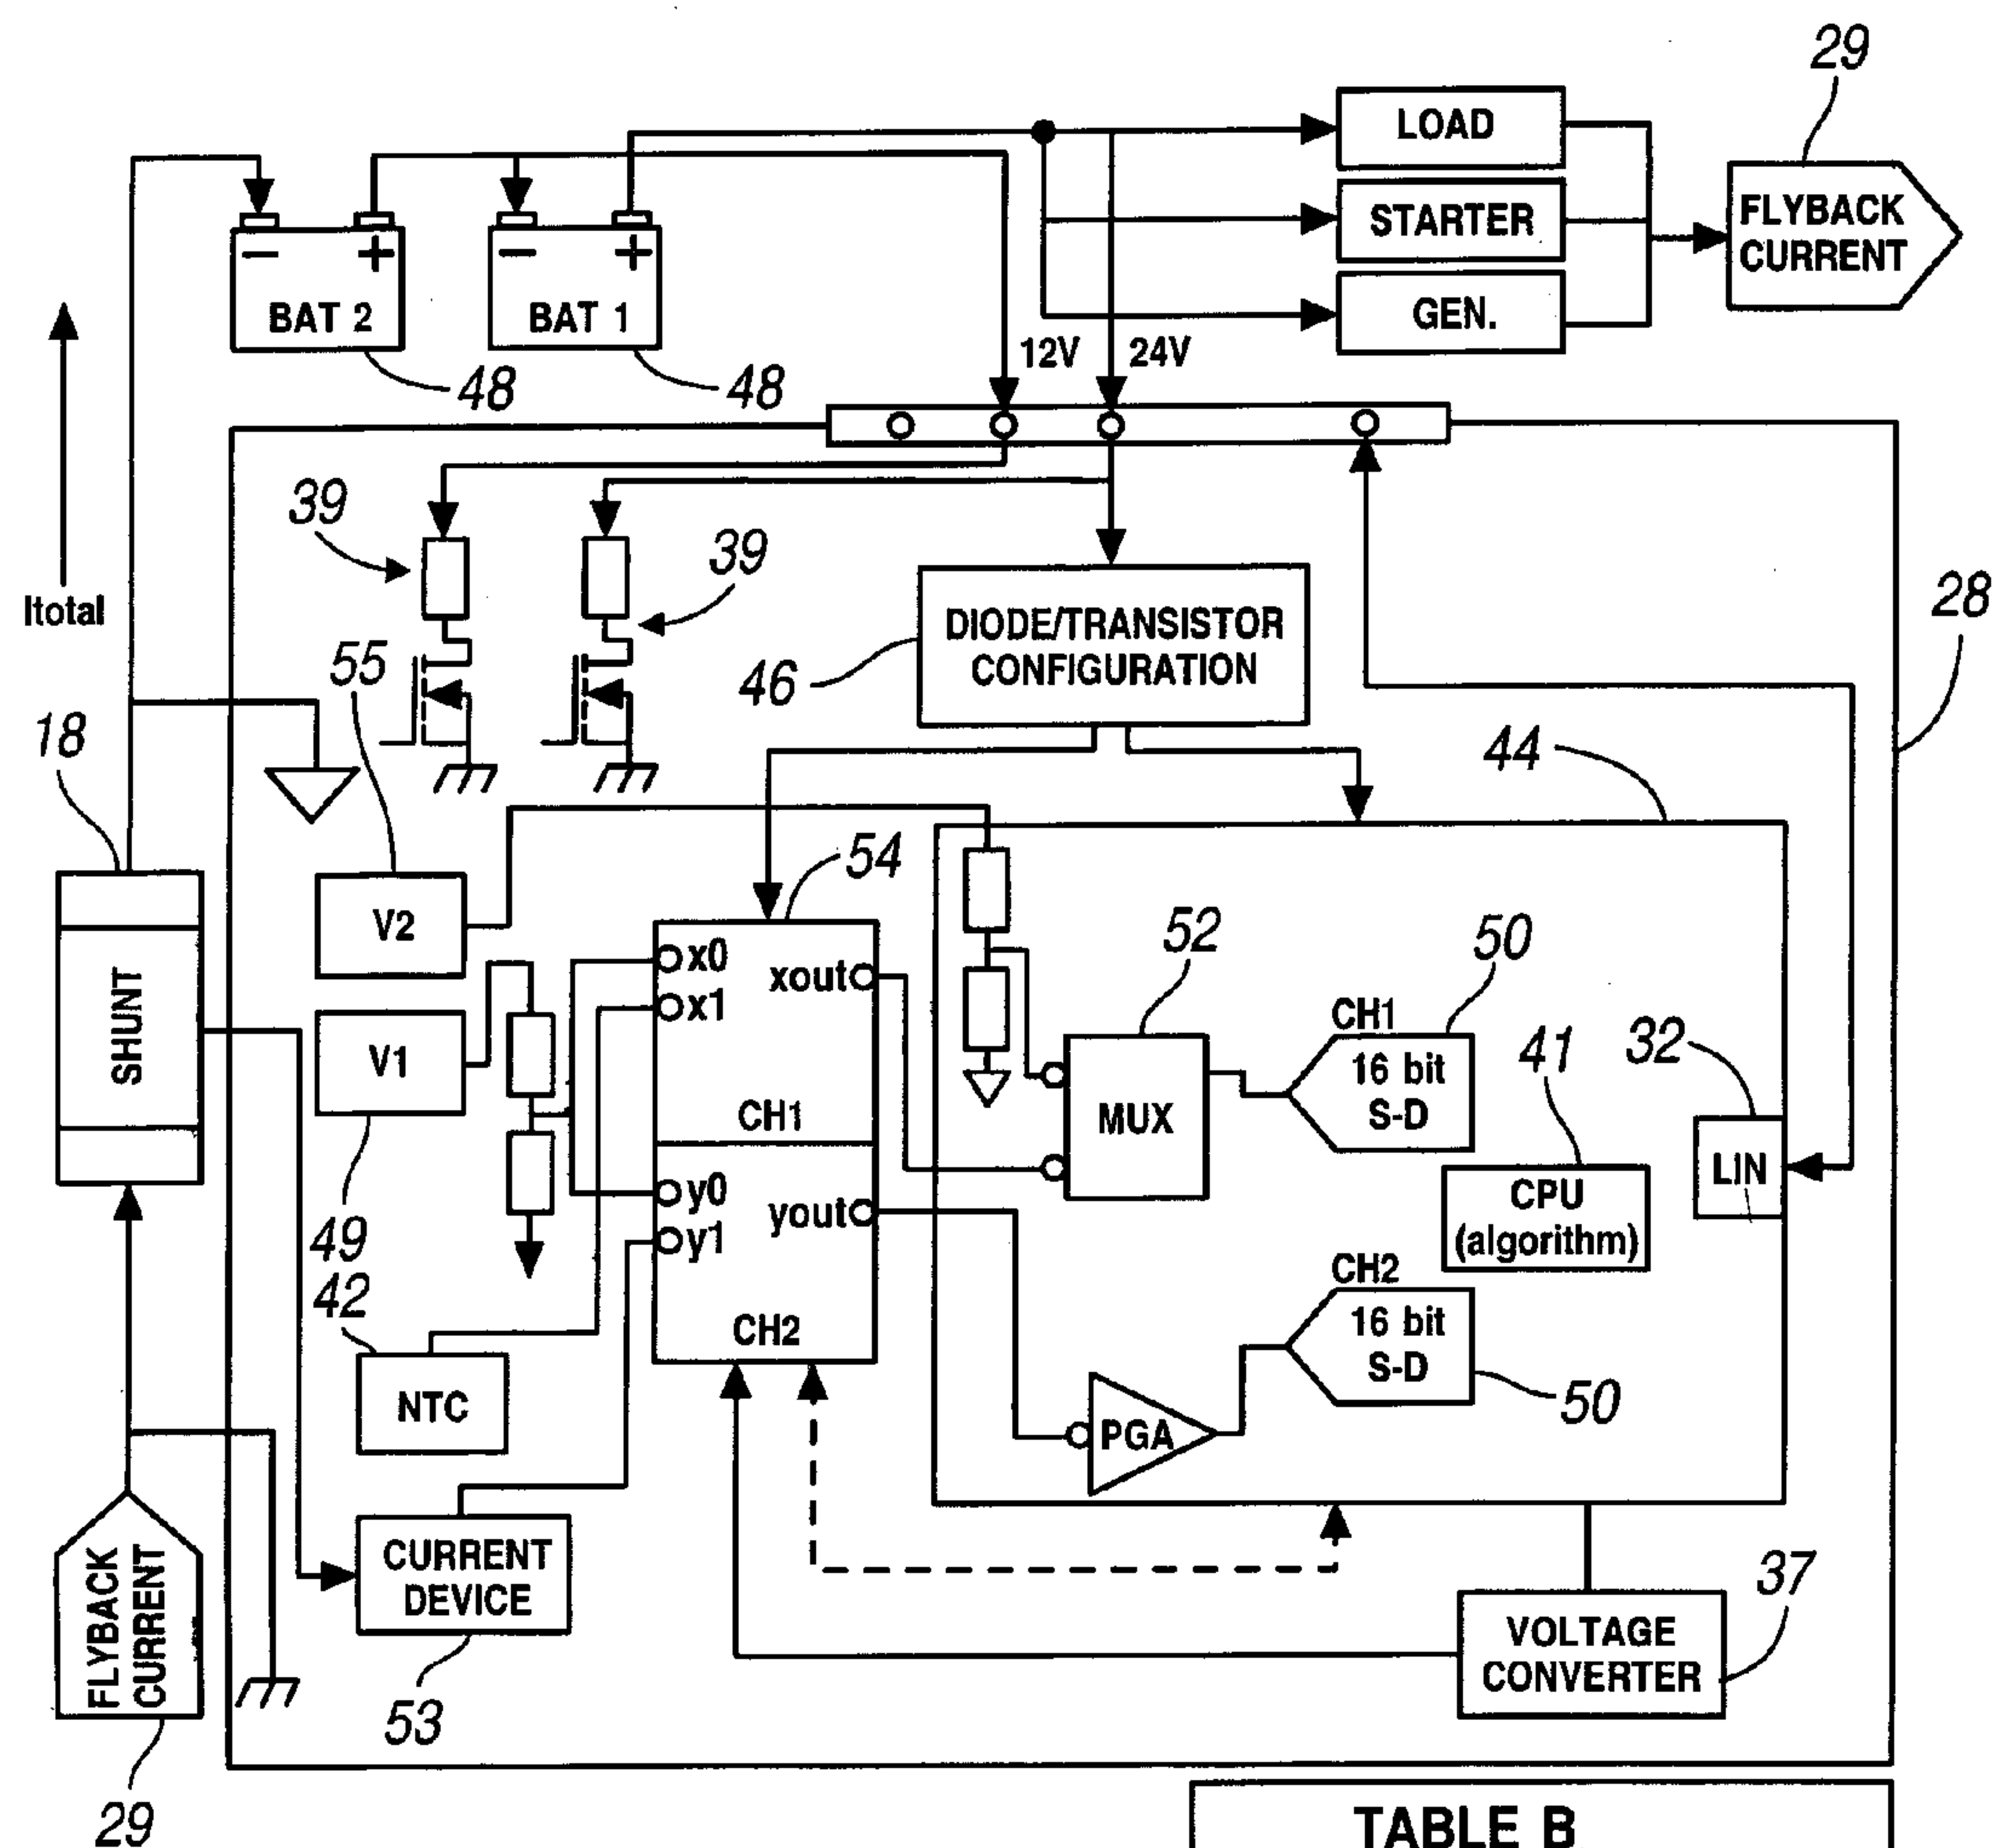 29
LOAD
STARTER
GEN.
FLYBACK
CURRENT
− +
BAT 2
− +
BAT 1
48
48
12V
24V
39
39
Itotal
28
DIODE/TRANSISTOR
CONFIGURATION
46
55
18
44
54
V2
x0
x1
xout
52
50
SHUNT
V1
CH1
CH1
16 bit
S-D
41
32
MUX
CPU
(algorithm)
LIN
y0
y1
yout
49
42
CH2
CH2
16 bit
S-D
50
NTC
PGA
FLYBACK
CURRENT
CURRENT
DEVICE
53
37
VOLTAGE
CONVERTER
29
TABLE B